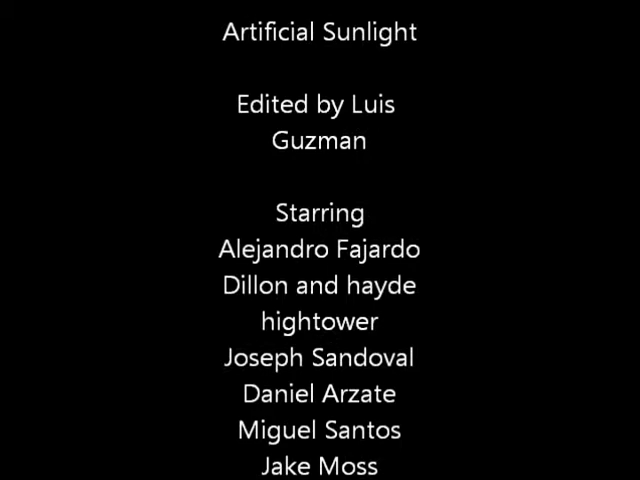 Artificial Sunlight
Edited by Luis
Guzman
Starring
Alejandro Fajardo
Dillon and hayde
hightower
Joseph Sandoval
Daniel Arzate
Miguel Santos
Jake Moss